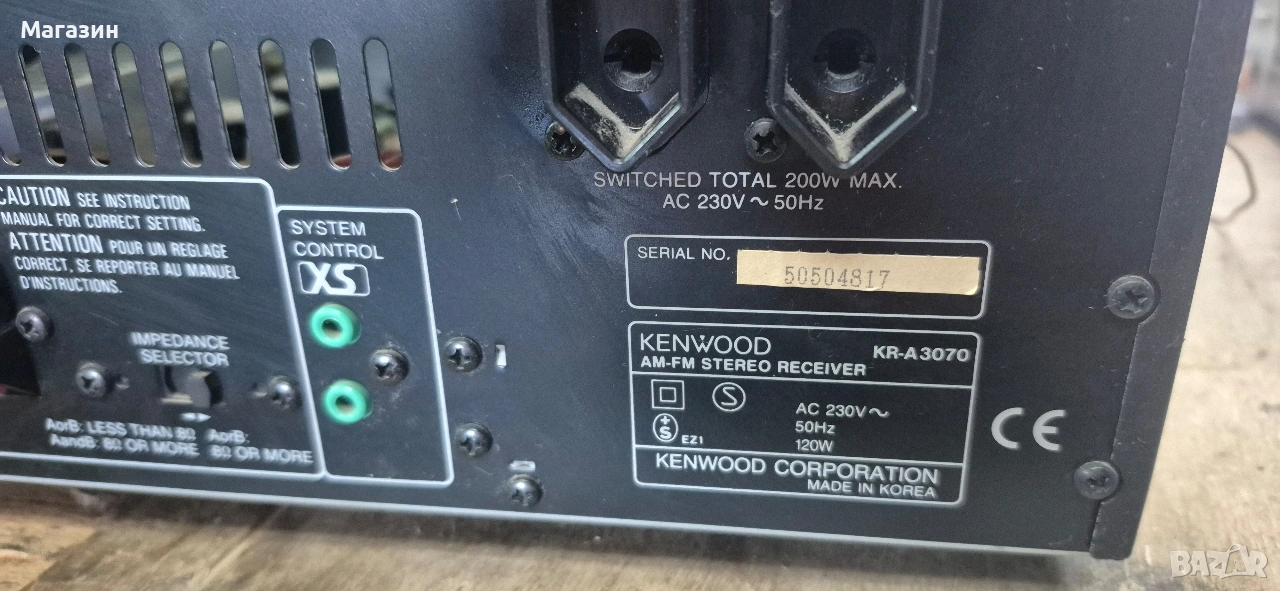 Магазин
SWITCHED TOTAL 200W MAX.
AC 230V ~ 50Hz
CAUTION SEE INSTRUCTION
MANUAL FOR CORRECT SETTING.
ATTENTION POUR UN REGLAGE
CORRECT, SE REPORTER AU MANUEL
D'INSTRUCTIONS.
IMPEDANCE
SELECTOR
AorB: LESS THAN 8Ω AorB:
AandB: 8Ω OR MORE 8Ω OR MORE
SYSTEM
CONTROL
XS
SERIAL NO.
50504817
KENWOOD KR-A3070
AM-FM STEREO RECEIVER
S
+S EZ1
AC 230V~
50Hz
120W
KENWOOD CORPORATION
MADE IN KOREA
CE
BAZAR